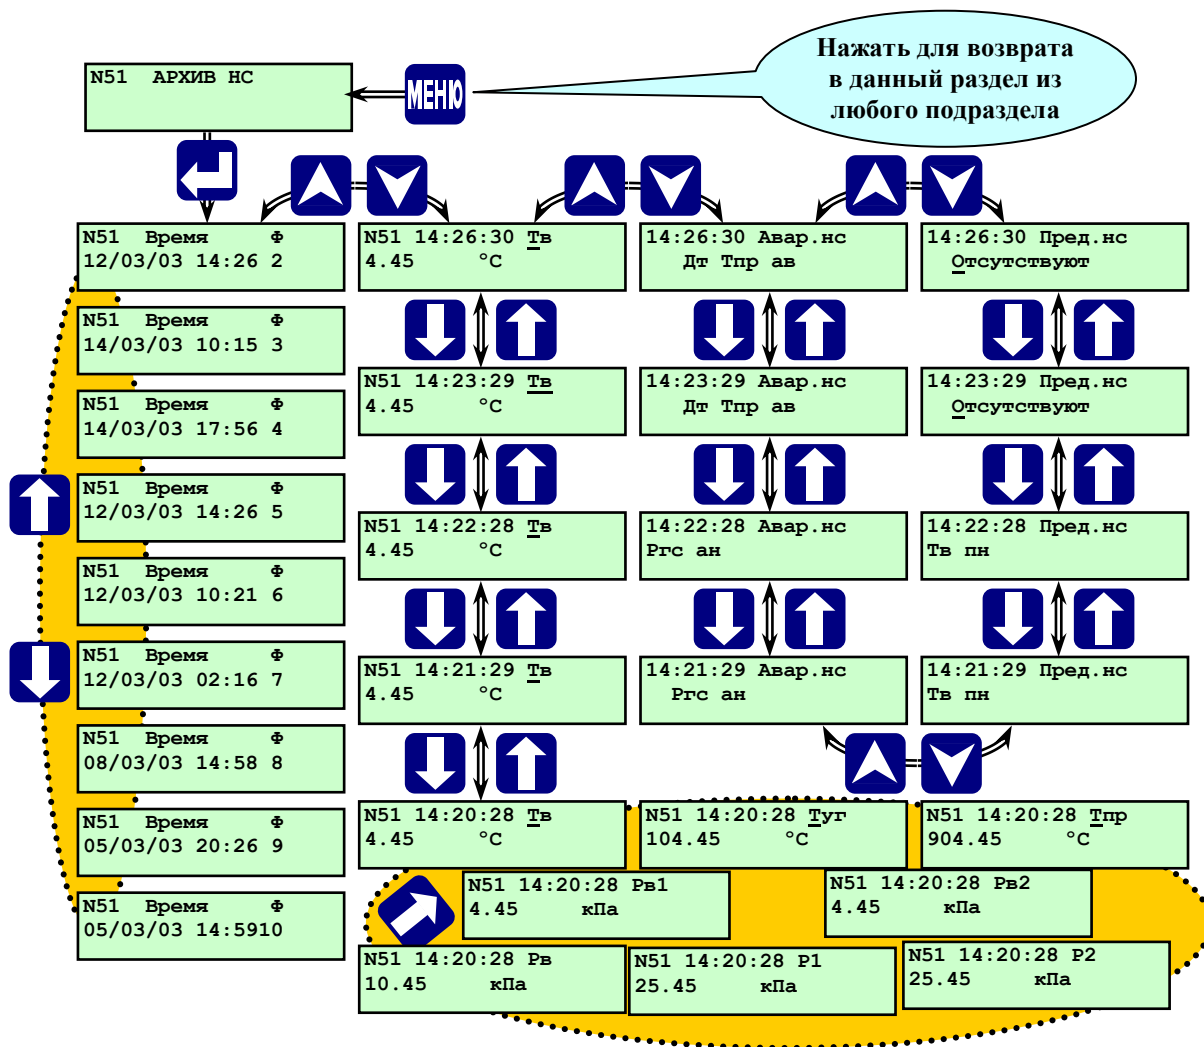 Нажать для возврата
в данный раздел из
любого подраздела
N51 АРХИВ НС
МЕНЮ
N51 Время Ф
12/03/03 14:26 2
N51 Время Ф
14/03/03 10:15 3
N51 Время Ф
14/03/03 17:56 4
N51 Время Ф
12/03/03 14:26 5
N51 Время Ф
12/03/03 10:21 6
N51 Время Ф
12/03/03 02:16 7
N51 Время Ф
08/03/03 14:58 8
N51 Время Ф
05/03/03 20:26 9
N51 Время Ф
05/03/03 14:5910
N51 14:26:30 Тв
4.45 °С
N51 14:23:29 Тв
4.45 °С
N51 14:22:28 Тв
4.45 °С
N51 14:21:29 Тв
4.45 °С
N51 14:20:28 Тв
4.45 °С
14:26:30 Авар.нс
Дт Тпр ав
14:23:29 Авар.нс
Дт Тпр ав
14:22:28 Авар.нс
Ргс ан
14:21:29 Авар.нс
Ргс ан
14:26:30 Пред.нс
Отсутствуют
14:23:29 Пред.нс
Отсутствуют
14:22:28 Пред.нс
Тв пн
14:21:29 Пред.нс
Тв пн
N51 14:20:28 Туг
104.45 °С
N51 14:20:28 Тпр
904.45 °С
N51 14:20:28 Рв1
4.45 кПа
N51 14:20:28 Рв2
4.45 кПа
N51 14:20:28 Рв
10.45 кПа
N51 14:20:28 Р1
25.45 кПа
N51 14:20:28 Р2
25.45 кПа